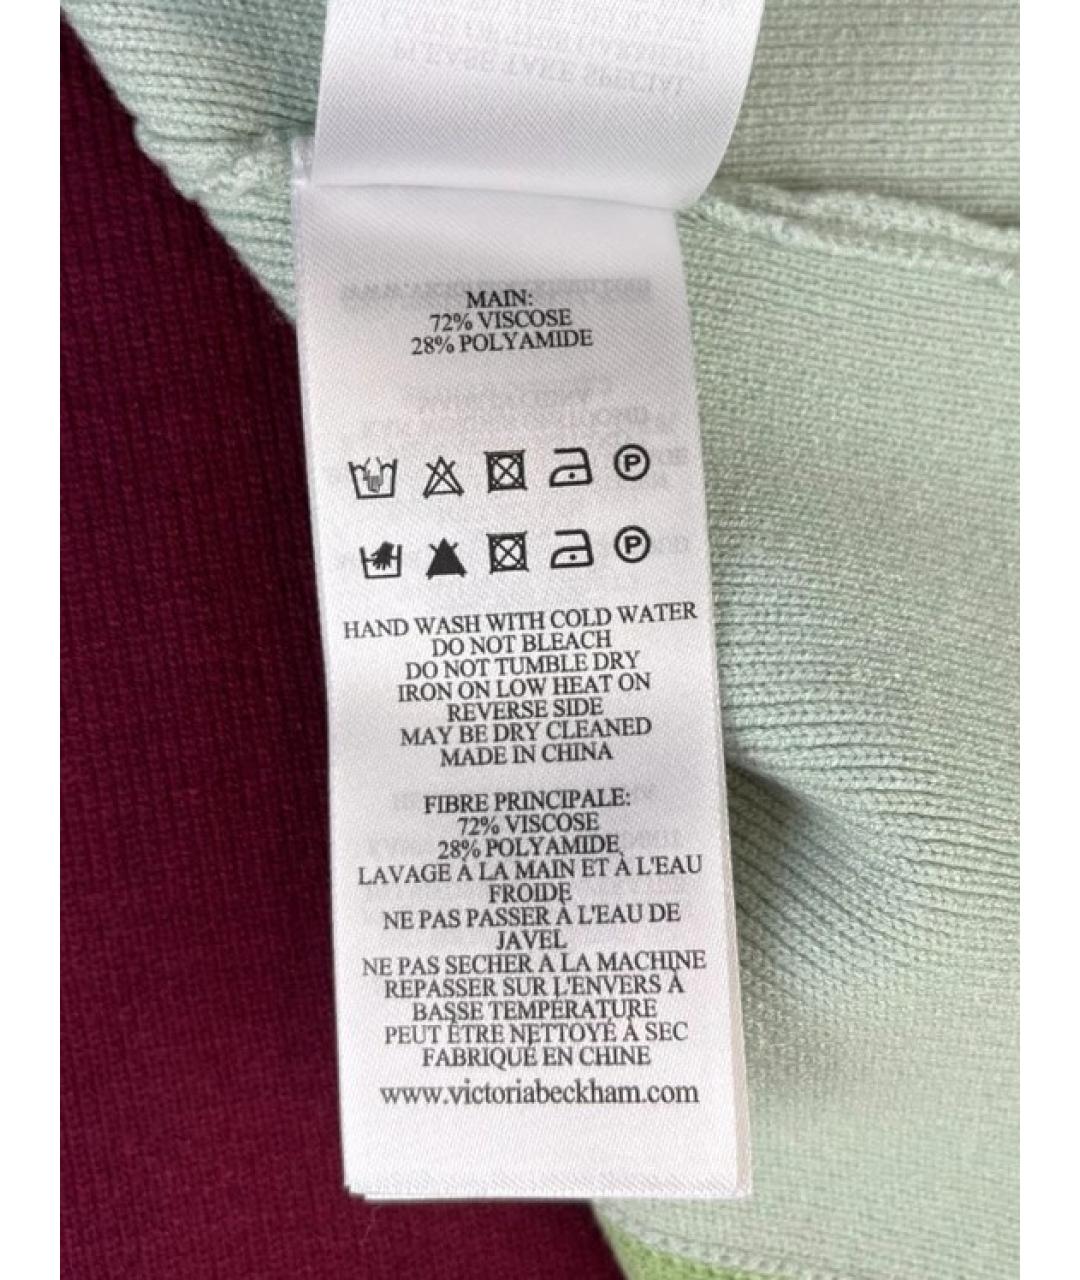 PLEASE TAKE SPECIAL
MAIN:
72% VISCOSE
28% POLYAMIDE
P
P
HAND WASH WITH COLD WATER
DO NOT BLEACH
DO NOT TUMBLE DRY
IRON ON LOW HEAT ON
REVERSE SIDE
MAY BE DRY CLEANED
MADE IN CHINA
FIBRE PRINCIPALE:
72% VISCOSE
28% POLYAMIDE
LAVAGE À LA MAIN ET À L'EAU
FROIDE
NE PAS PASSER À L'EAU DE
JAVEL
NE PAS SECHER A LA MACHINE
REPASSER SUR L'ENVERS À
BASSE TEMPÉRATURE
PEUT ÊTRE NETTOYÉ À SEC
FABRIQUÉ EN CHINE
www.victoriabeckham.com